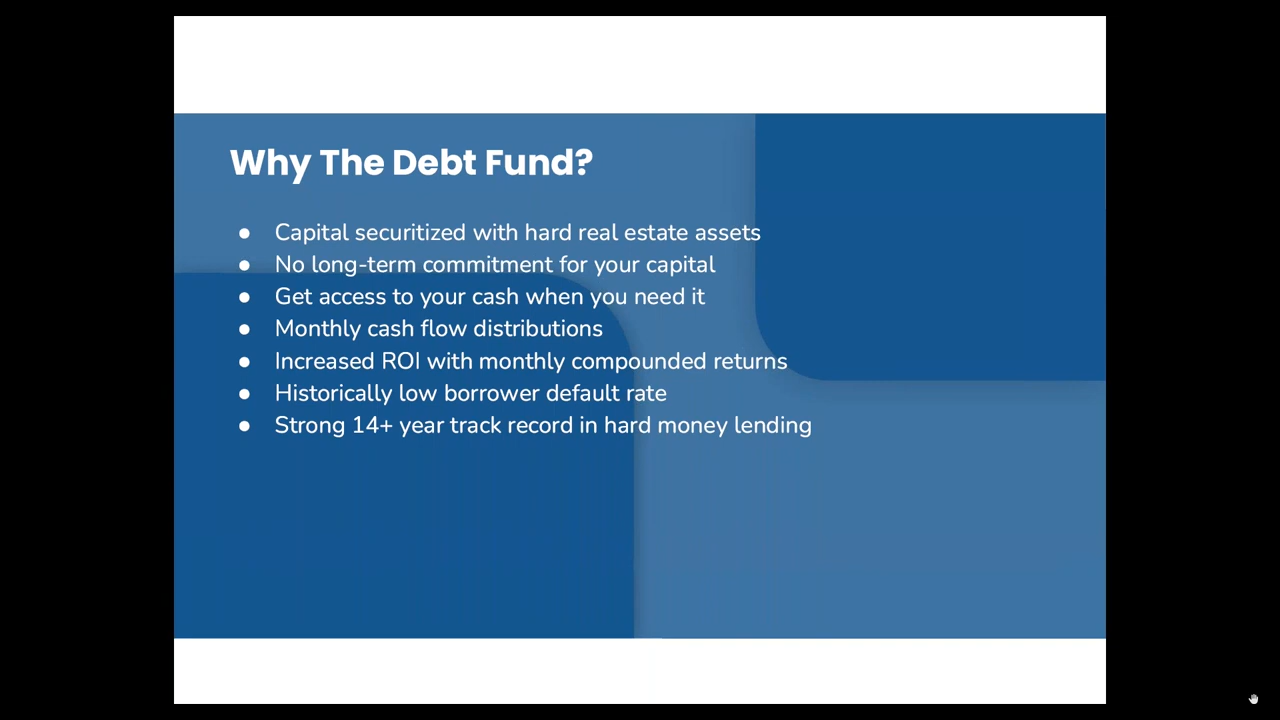 Why The Debt Fund?
● Capital securitized with hard real estate assets
● No long-term commitment for your capital
● Get access to your cash when you need it
● Monthly cash flow distributions
● Increased ROI with monthly compounded returns
● Historically low borrower default rate
● Strong 14+ year track record in hard money lending